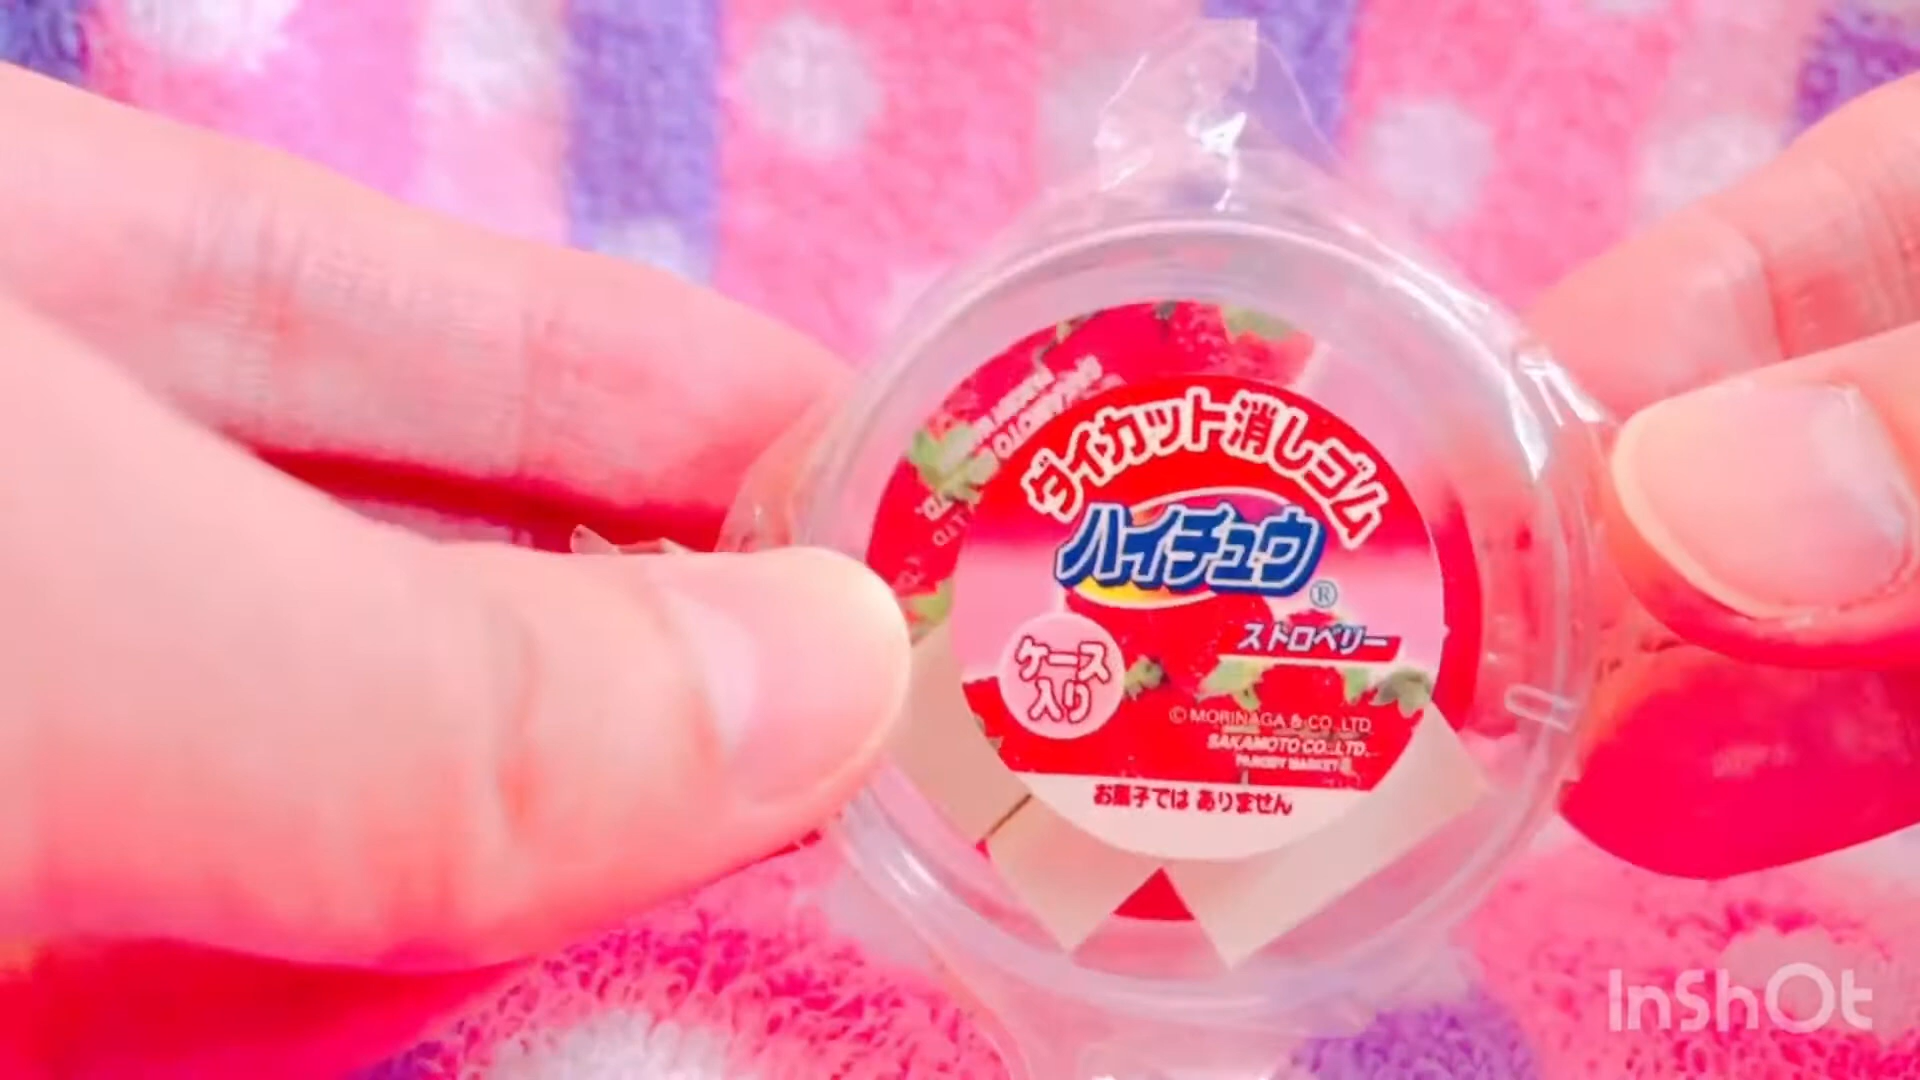 ダイカット消しゴム
ハイチュウ®
ストロベリー
ケース
入り
© MORINAGA & CO., LTD.
SAKAMOTO CO.,LTD.
お菓子では ありません
InShOt